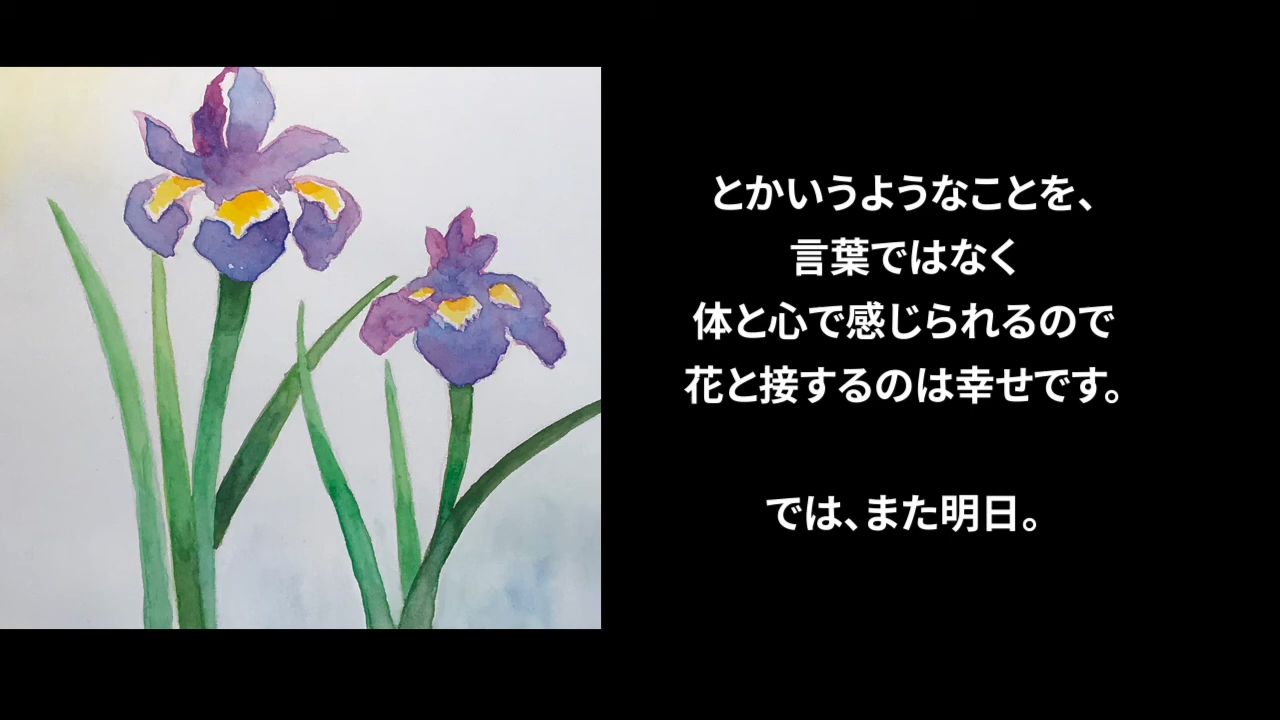 とかいうようなことを、
言葉ではなく
体と心で感じられるので
花と接するのは幸せです。
では、また明日。